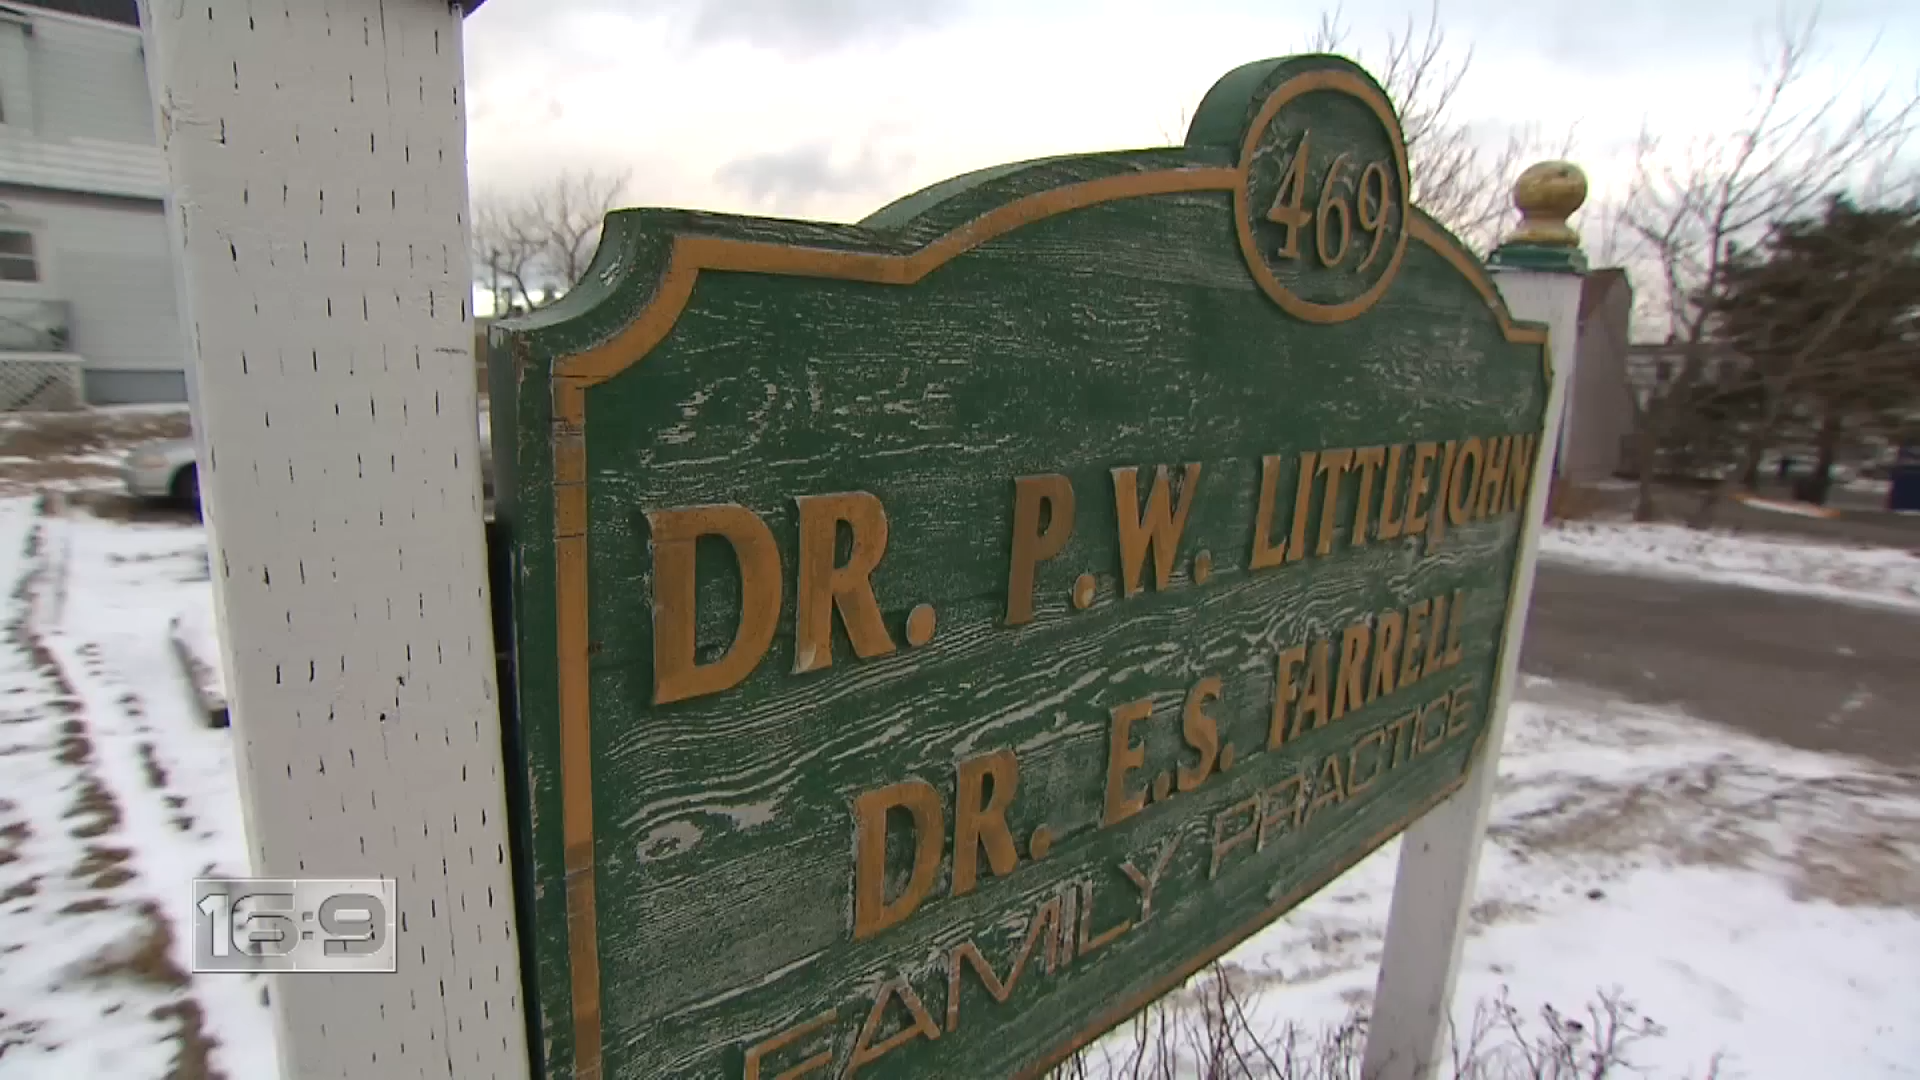 469
DR. P.W. LITTLEJOHN
DR. E.S. FARRELL
FAMILY PRACTICE
16:9